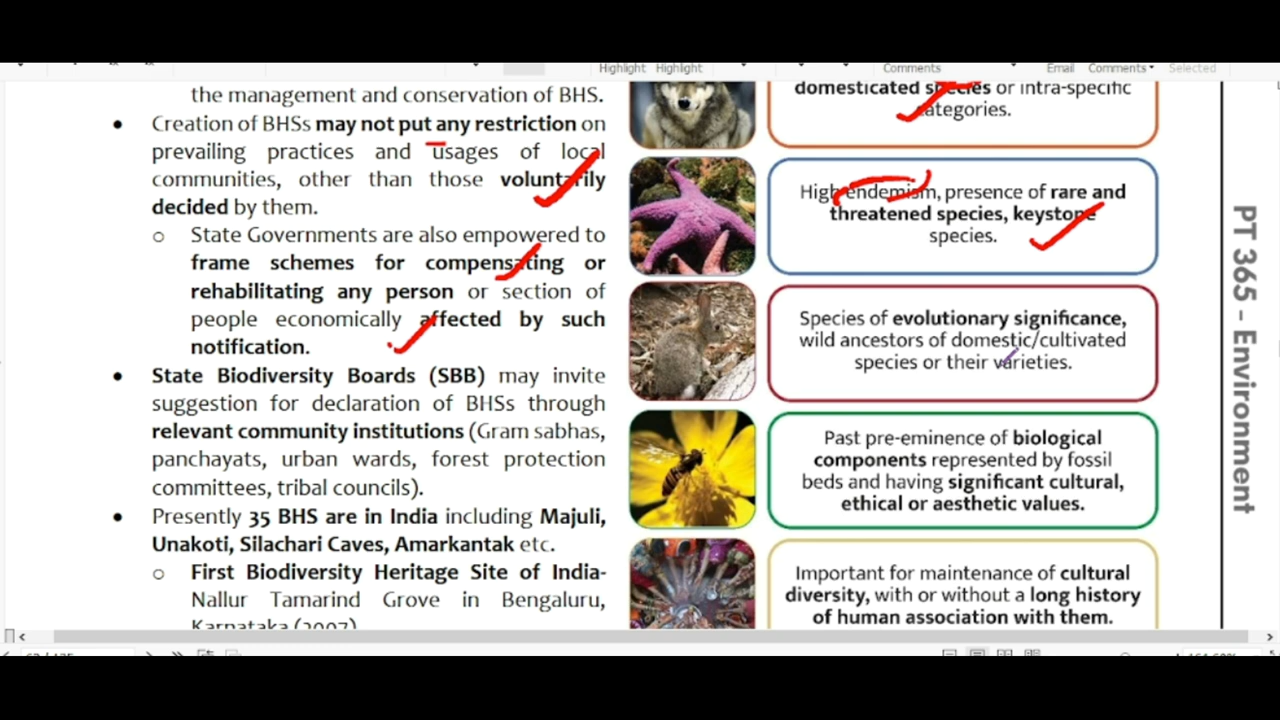 Highlight Highlight Comments Email Comments Selected
the management and conservation of BHS.
• Creation of BHSs may not put any restriction on
prevailing practices and usages of local
communities, other than those voluntarily
decided by them.
o State Governments are also empowered to
frame schemes for compensating or
rehabilitating any person or section of
people economically affected by such
notification.
• State Biodiversity Boards (SBB) may invite
suggestion for declaration of BHSs through
relevant community institutions (Gram sabhas,
panchayats, urban wards, forest protection
committees, tribal councils).
• Presently 35 BHS are in India including Majuli,
Unakoti, Silachari Caves, Amarkantak etc.
o First Biodiversity Heritage Site of India-
Nallur Tamarind Grove in Bengaluru,
Karnataka (2007)
domesticated species or intra-specific
categories.
High endemism, presence of rare and
threatened species, keystone
species.
Species of evolutionary significance,
wild ancestors of domestic/cultivated
species or their varieties.
Past pre-eminence of biological
components represented by fossil
beds and having significant cultural,
ethical or aesthetic values.
Important for maintenance of cultural
diversity, with or without a long history
of human association with them.
PT 365 - Environment